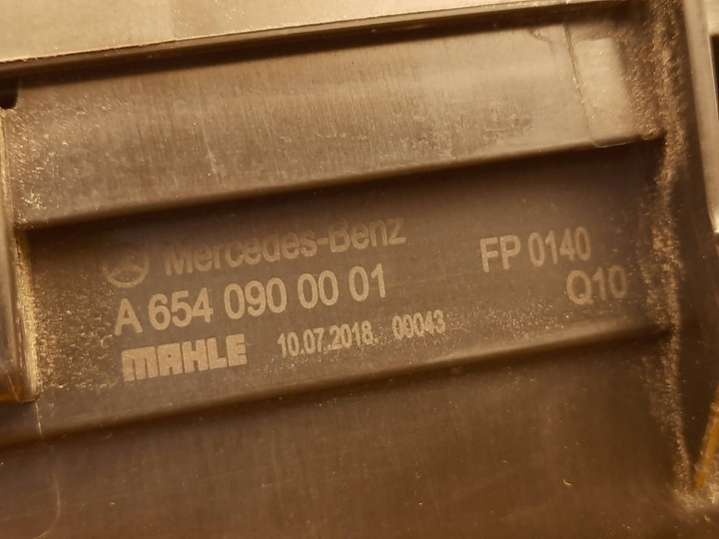 Mercedes-Benz
A 654 090 00 01
MAHLE 10.07.2018. 00043
FP 0140
Q10